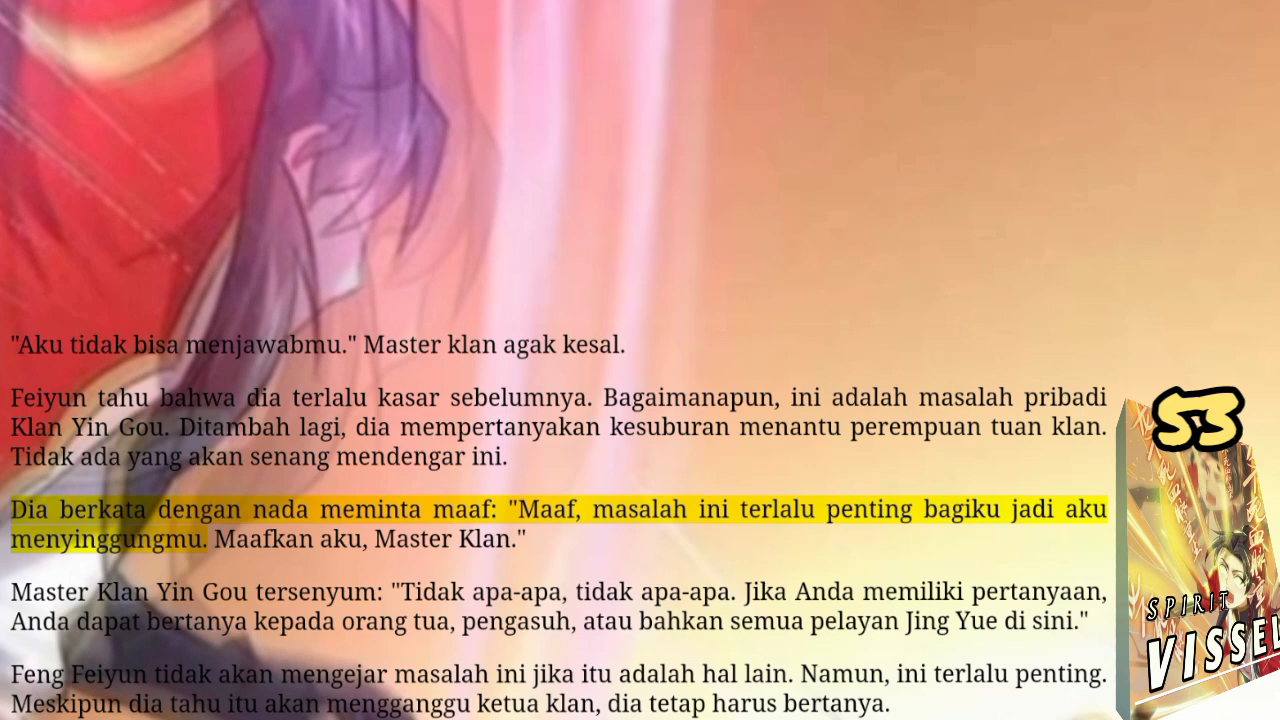 "Aku tidak bisa menjawabmu." Master klan agak kesal.
Feiyun tahu bahwa dia terlalu kasar sebelumnya. Bagaimanapun, ini adalah masalah pribadi
Klan Yin Gou. Ditambah lagi, dia mempertanyakan kesuburan menantu perempuan tuan klan.
Tidak ada yang akan senang mendengar ini.
Dia berkata dengan nada meminta maaf: "Maaf, masalah ini terlalu penting bagiku jadi aku
menyinggungmu. Maafkan aku, Master Klan."
Master Klan Yin Gou tersenyum: "Tidak apa-apa, tidak apa-apa. Jika Anda memiliki pertanyaan,
Anda dapat bertanya kepada orang tua, pengasuh, atau bahkan semua pelayan Jing Yue di sini."
Feng Feiyun tidak akan mengejar masalah ini jika itu adalah hal lain. Namun, ini terlalu penting.
Meskipun dia tahu itu akan mengganggu ketua klan, dia tetap harus bertanya.
53
SPIRIT
VISSEL